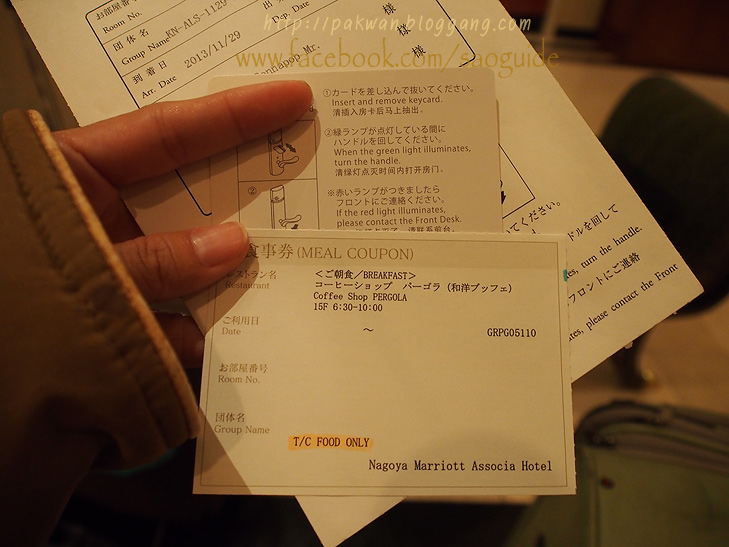 http://pakwan.bloggang.com
www.facebook.com/saoguide
お部屋番号
Room No.
団体名
Group Name KN-ALS-1129
到着日
Arr. Date 2013/11/29
Mr.
様
様
様
①カードを差し込んで抜いてください。
Insert and remove keycard.
清插入房卡后马上抽出.
②緑ランプが点灯している間に
ハンドルを回してください。
When the green light illuminates,
turn the handle.
清绿灯点灭时间内打开房门.
※赤いランプがつきましたら
フロントにご連絡ください。
If the red light illuminates,
please contact the Front Desk.
②
ください。
ドルを回して
turn the handle.
フロントにご連絡
please contact the Front
食事券 (MEAL COUPON)
レストラン名 <ご朝食/BREAKFAST>
Restaurant コーヒーショップ パーゴラ (和洋ブッフェ)
Coffee Shop PERGOLA
15F 6:30-10:00
ご利用日
Date ～ GRPG05110
お部屋番号
Room No.
団体名
Group Name
T/C FOOD ONLY
Nagoya Marriott Associa Hotel